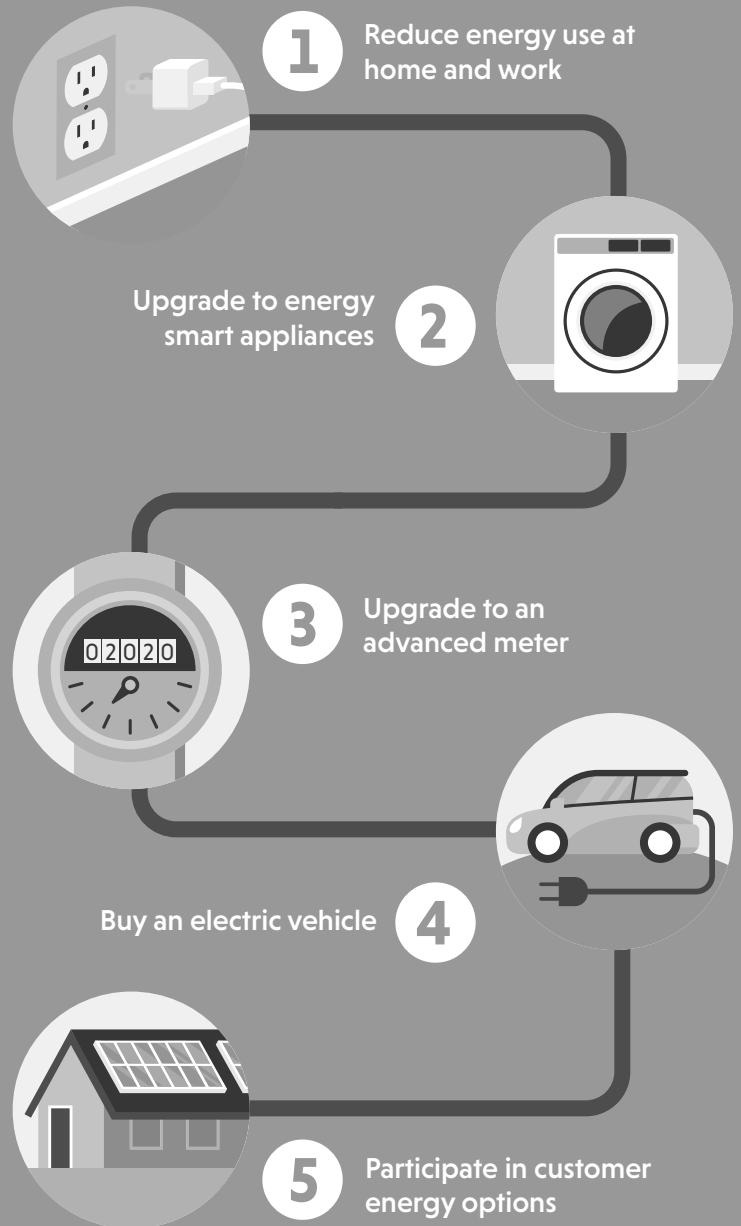 1
Reduce energy use at
home and work
Upgrade to energy
smart appliances
2
02020
3
Upgrade to an
advanced meter
Buy an electric vehicle
4
5
Participate in customer
energy options